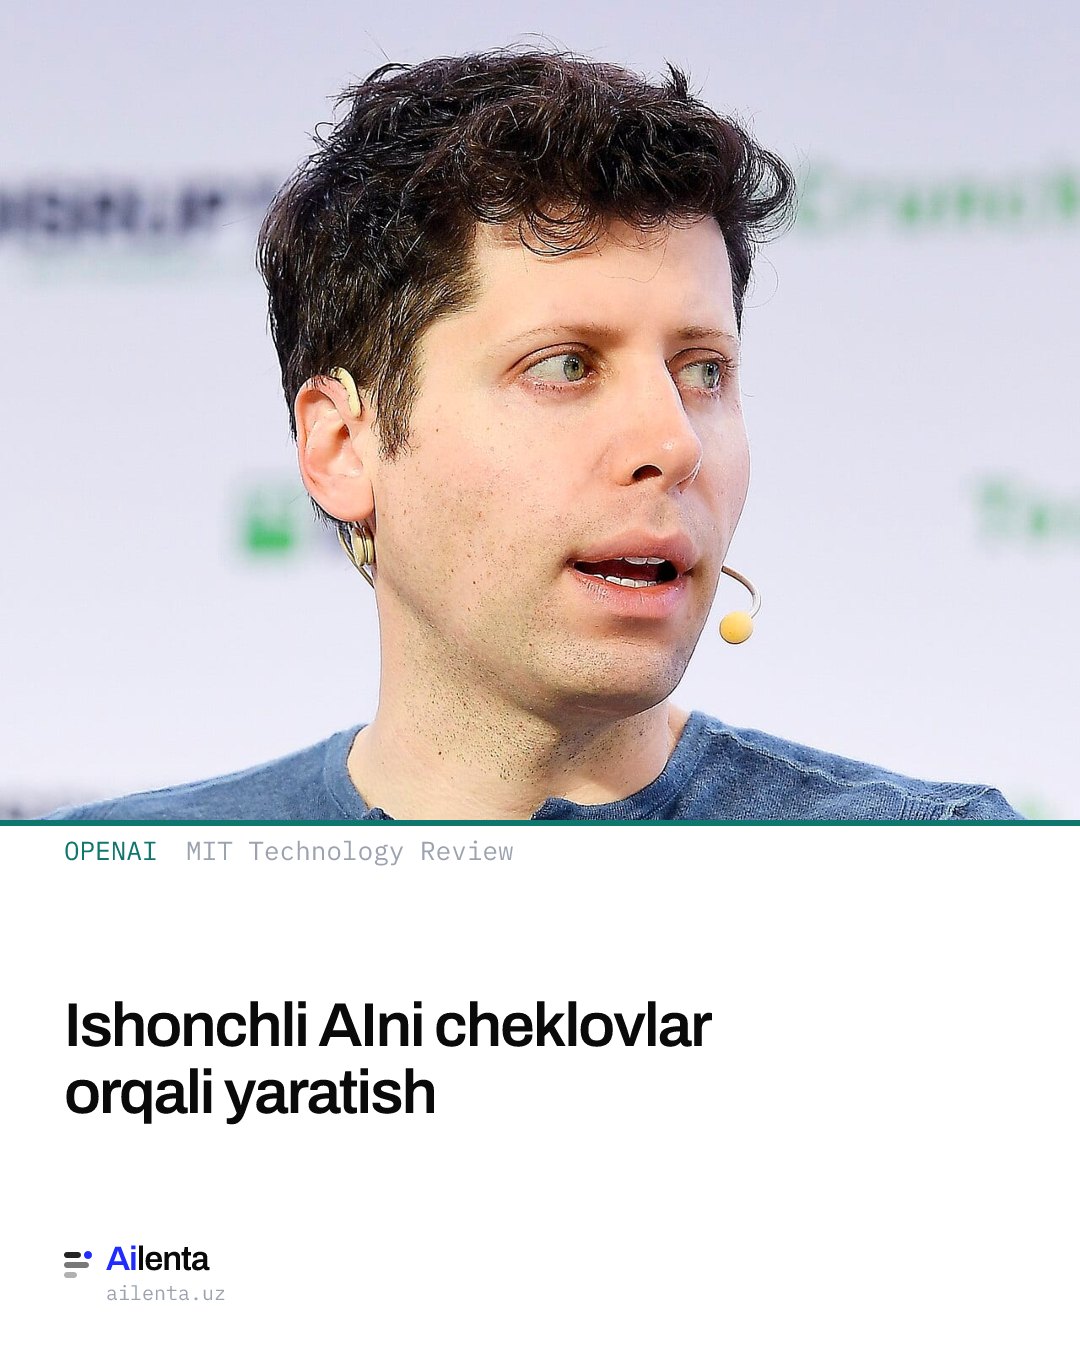 OPENAI MIT Technology Review
Ishonchli AIni cheklovlar
orqali yaratish
Ailenta
ailenta.uz